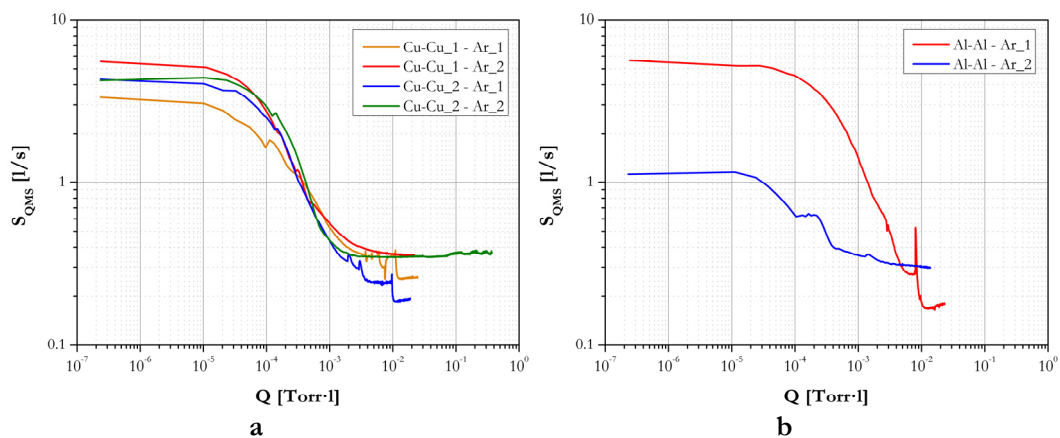 10
1
0.1
S_QMS [l/s]
Cu-Cu_1 - Ar_1
Cu-Cu_1 - Ar_2
Cu-Cu_2 - Ar_1
Cu-Cu_2 - Ar_2
10^-7 10^-6 10^-5 10^-4 10^-3 10^-2 10^-1 10^0
Q [Torr·l]
a
10
1
0.1
S_QMS [l/s]
Al-Al - Ar_1
Al-Al - Ar_2
10^-7 10^-6 10^-5 10^-4 10^-3 10^-2 10^-1 10^0
Q [Torr·l]
b